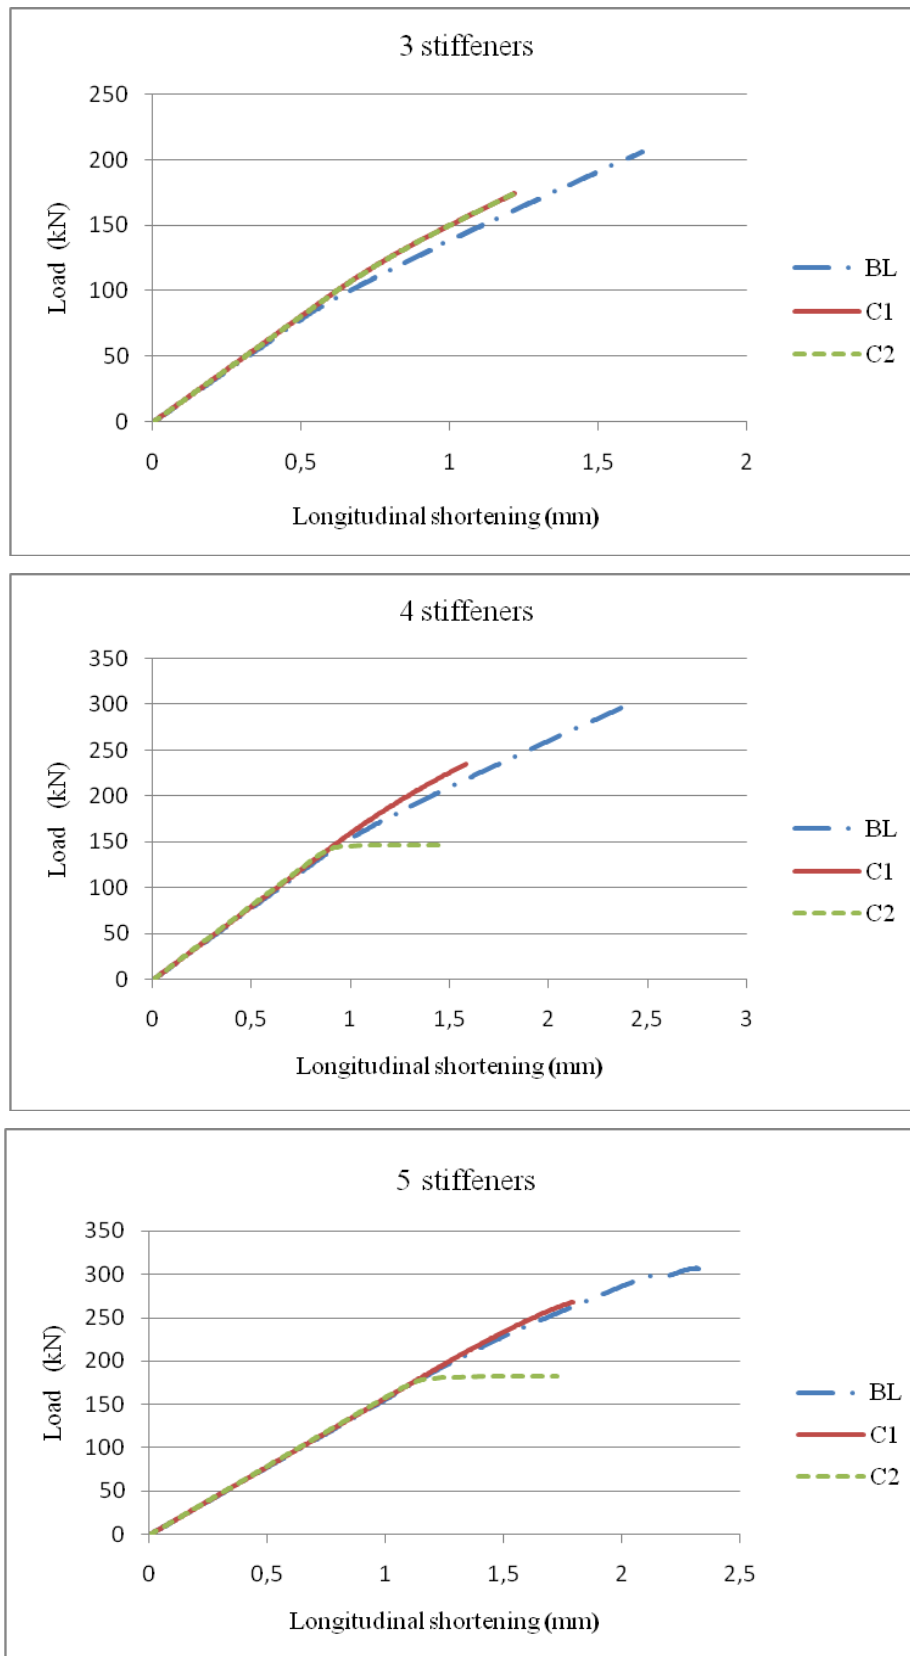 3 stiffeners
250
200
150
100
50
0
0 0,5 1 1,5 2
Load (kN)
Longitudinal shortening (mm)
BL
C1
C2
4 stiffeners
350
300
250
200
150
100
50
0
0 0,5 1 1,5 2 2,5 3
Load (kN)
Longitudinal shortening (mm)
BL
C1
C2
5 stiffeners
350
300
250
200
150
100
50
0
0 0,5 1 1,5 2 2,5
Load (kN)
Longitudinal shortening (mm)
BL
C1
C2